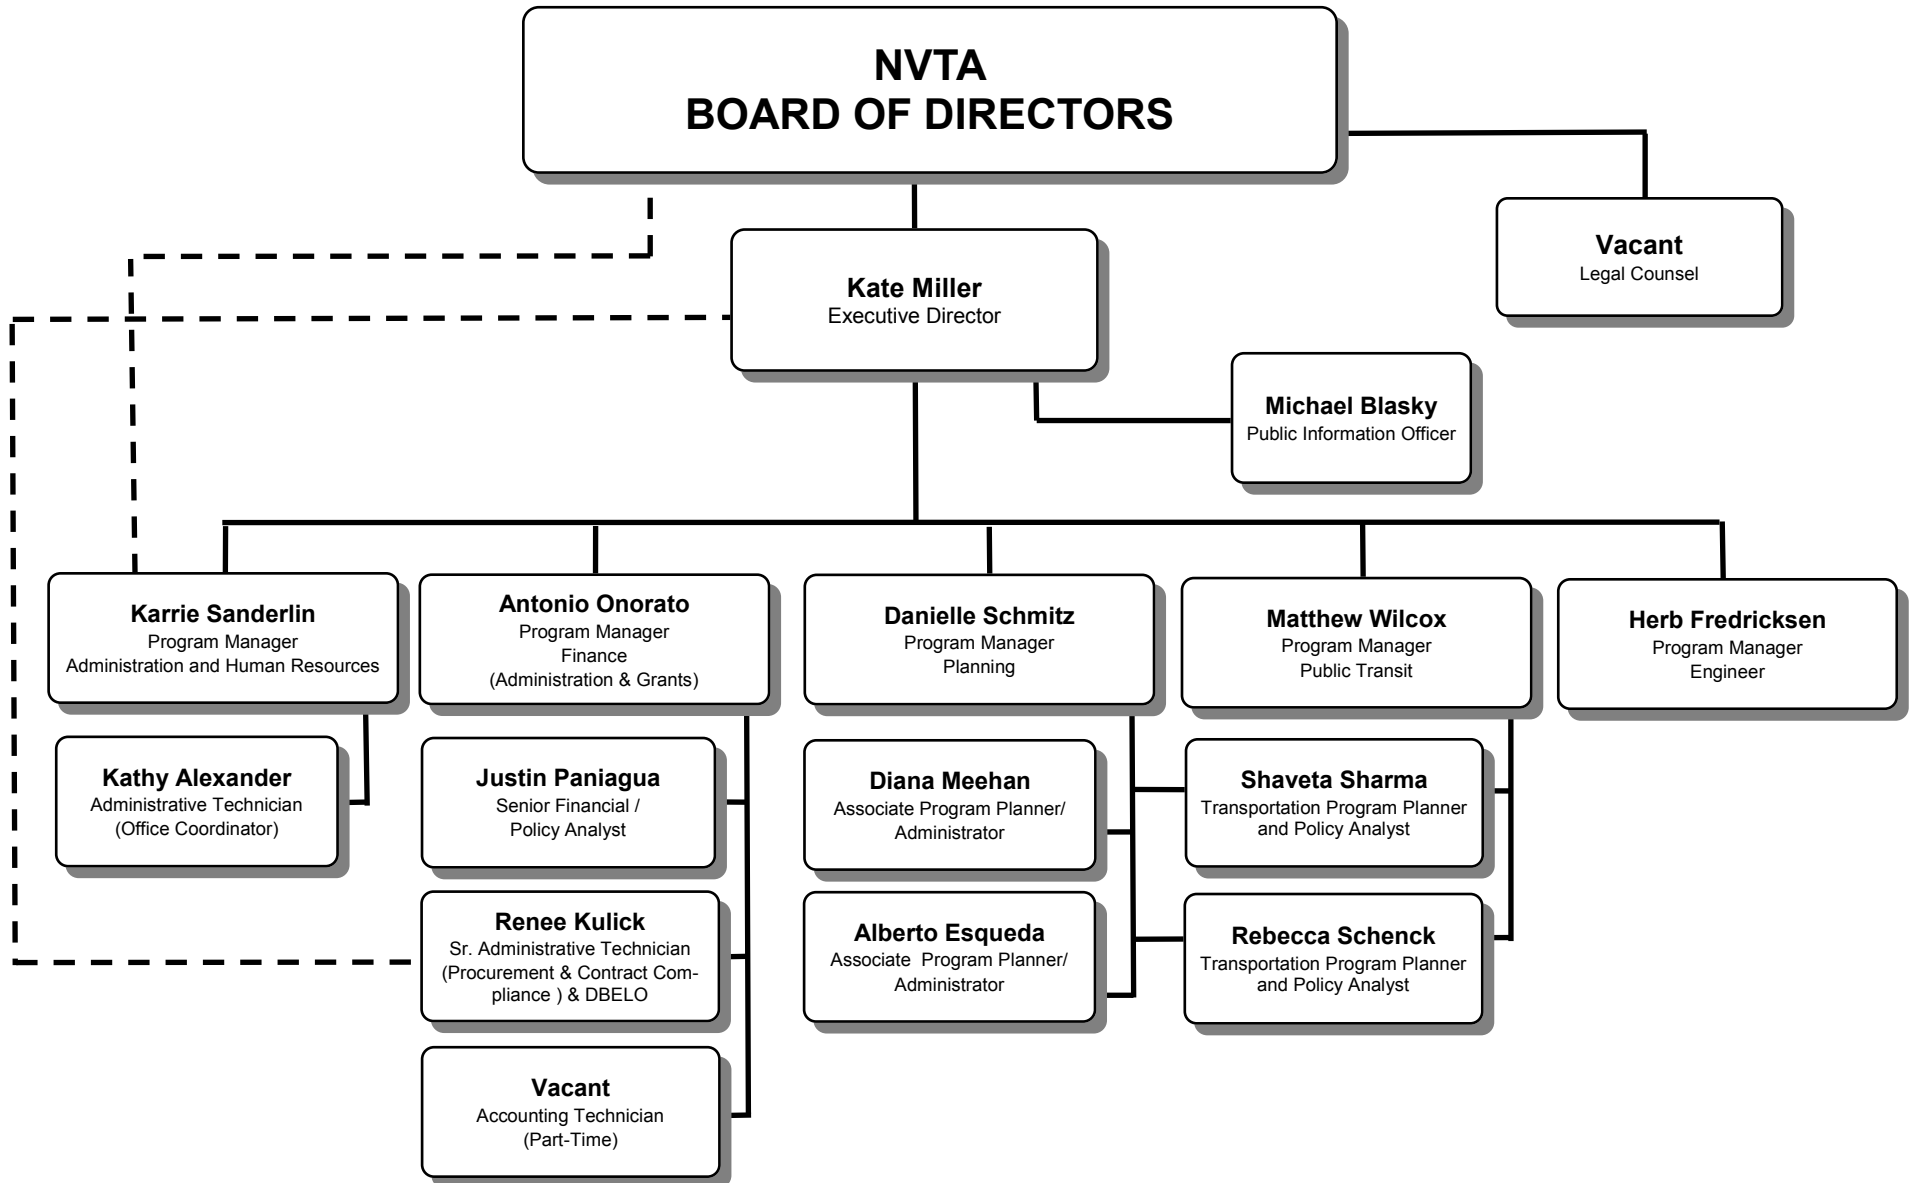 NVTA
BOARD OF DIRECTORS
Vacant
Legal Counsel
Kate Miller
Executive Director
Michael Blasky
Public Information Officer
Karrie Sanderlin
Program Manager
Administration and Human Resources
Antonio Onorato
Program Manager
Finance
(Administration & Grants)
Danielle Schmitz
Program Manager
Planning
Matthew Wilcox
Program Manager
Public Transit
Herb Fredricksen
Program Manager
Engineer
Kathy Alexander
Administrative Technician
(Office Coordinator)
Justin Paniagua
Senior Financial /
Policy Analyst
Diana Meehan
Associate Program Planner/
Administrator
Shaveta Sharma
Transportation Program Planner
and Policy Analyst
Renee Kulick
Sr. Administrative Technician
(Procurement & Contract Com-
pliance ) & DBELO
Alberto Esqueda
Associate  Program Planner/
Administrator
Rebecca Schenck
Transportation Program Planner
and Policy Analyst
Vacant
Accounting Technician
(Part-Time)